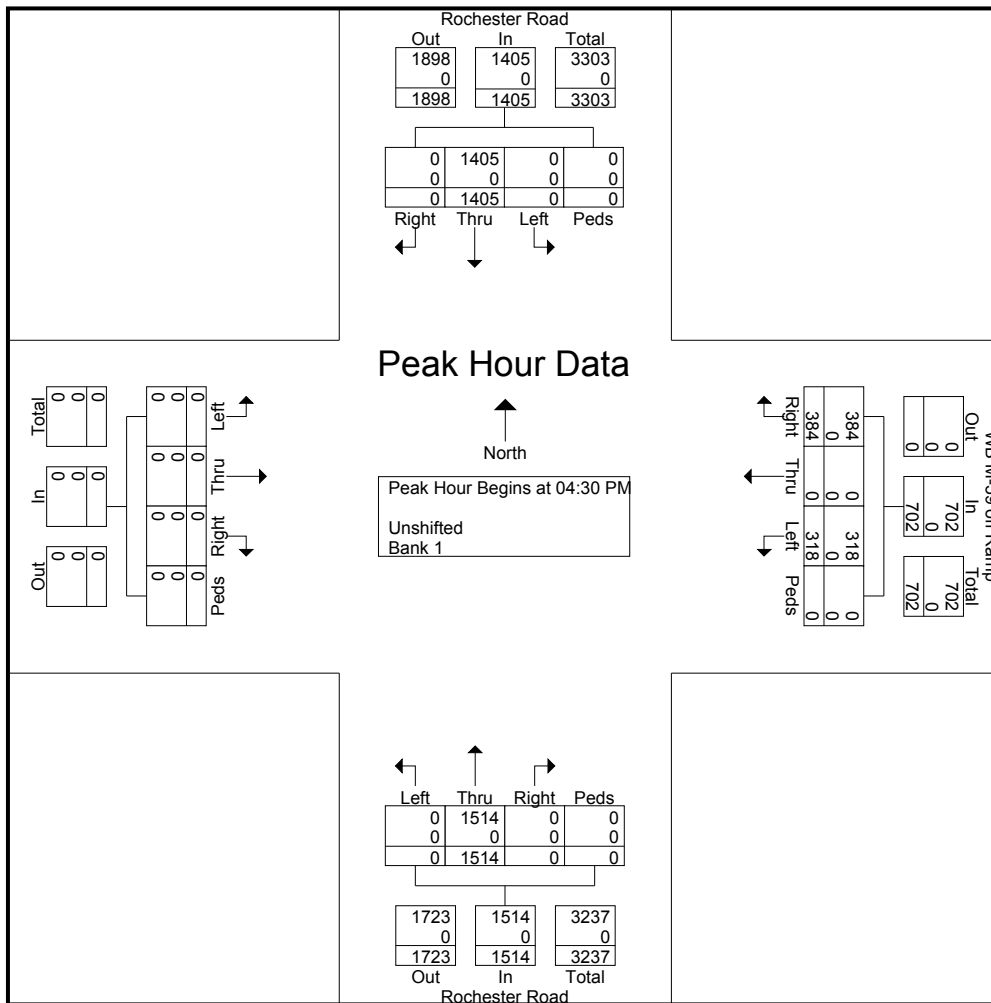 Rochester Road
Out In Total
1898 1405 3303
0 0 0
1898 1405 3303
0 1405 0 0
0 0 0 0
0 1405 0 0
Right Thru Left Peds
Peak Hour Data
North
Peak Hour Begins at 04:30 PM
Unshifted
Bank 1
Total In Out
0 0 0
0 0 0
0 0 0
Left Thru Right Peds
0 0 0 0
0 0 0 0
0 0 0 0
Right Thru Left Peds
384 0 318 0
0 0 0 0
384 0 318 0
WB M-59 off Ramp
Out In Total
0 702 702
0 0 0
0 702 702
Left Thru Right Peds
0 1514 0 0
0 0 0 0
0 1514 0 0
1723 1514 3237
0 0 0
1723 1514 3237
Out In Total
Rochester Road